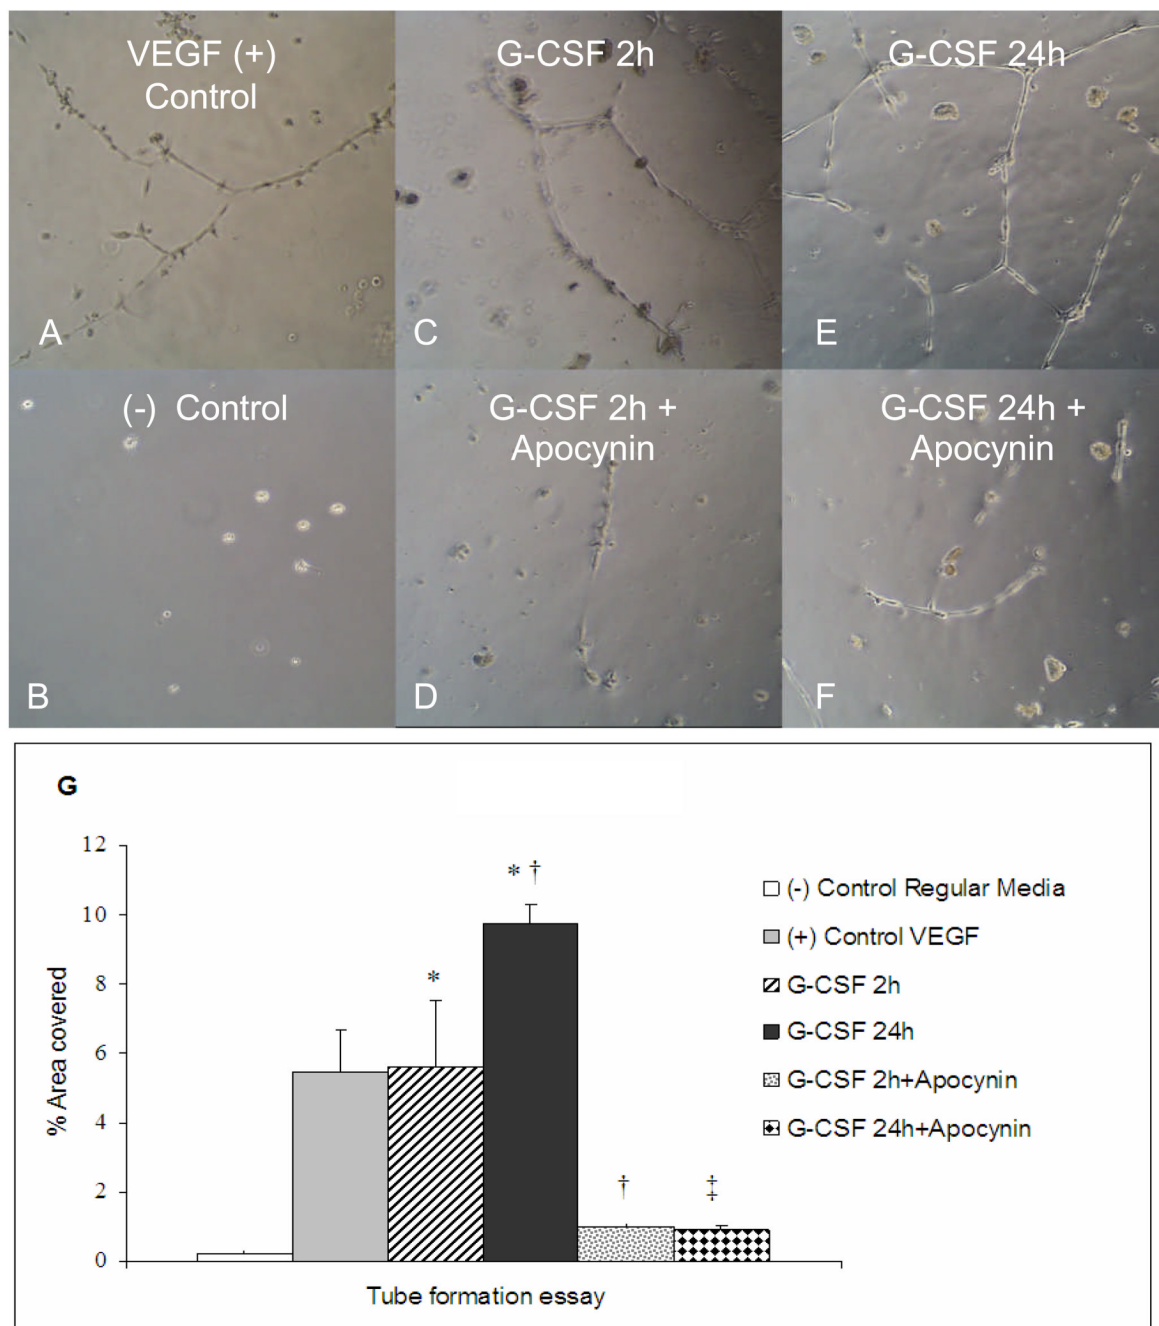 VEGF (+)
Control
A
G-CSF 2h
C
G-CSF 24h
E
(-) Control
B
G-CSF 2h +
Apocynin
D
G-CSF 24h +
Apocynin
F
G
% Area covered
12
10
8
6
4
2
0
*
* †
†
‡
Tube formation essay
(-) Control Regular Media
(+) Control VEGF
G-CSF 2h
G-CSF 24h
G-CSF 2h+Apocynin
G-CSF 24h+Apocynin